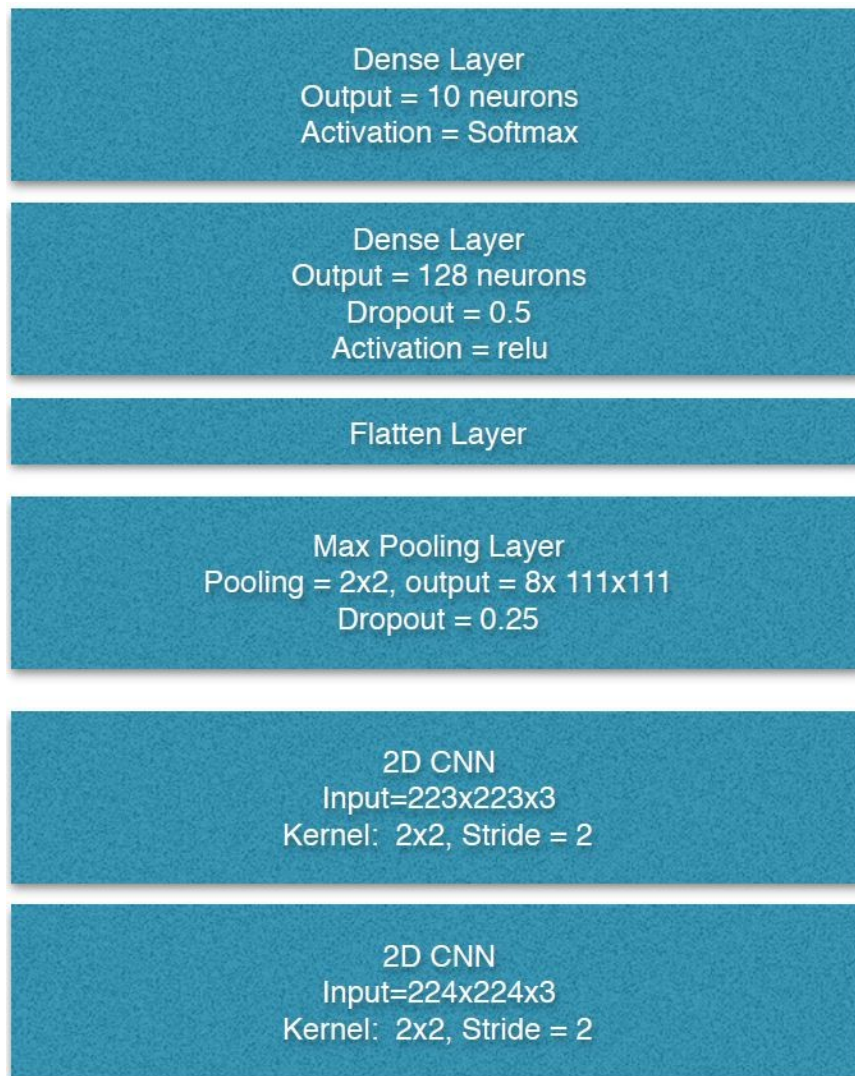 Dense Layer
Output = 10 neurons
Activation = Softmax
Dense Layer
Output = 128 neurons
Dropout = 0.5
Activation = relu
Flatten Layer
Max Pooling Layer
Pooling = 2x2, output = 8x 111x111
Dropout = 0.25
2D CNN
Input=223x223x3
Kernel:  2x2, Stride = 2
2D CNN
Input=224x224x3
Kernel:  2x2, Stride = 2